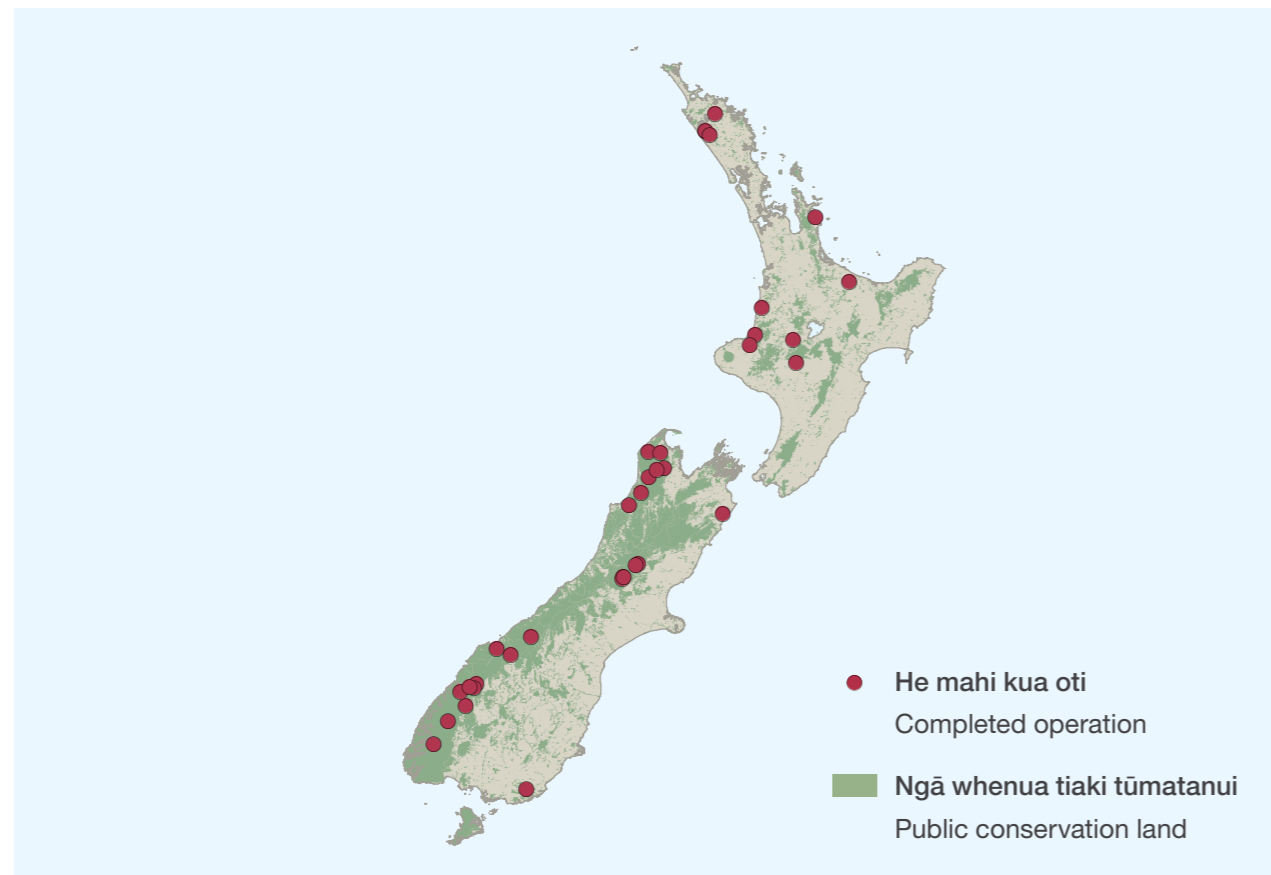 He mahi kua oti
Completed operation
Ngā whenua tiaki tūmatanui
Public conservation land